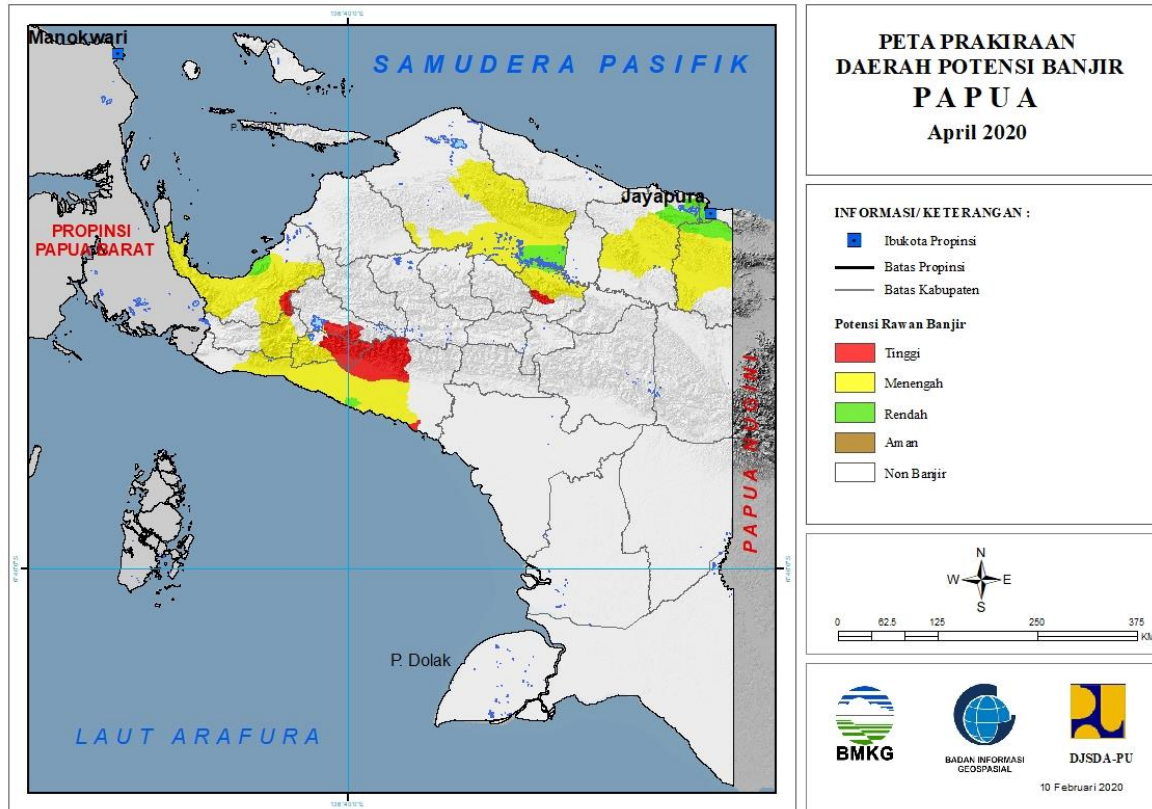 Manokwari
SAMUDERA PASIFIK
Jayapura
PROPINSI
PAPUA BARAT
PAPUA NUGINI
P. Dolak
LAUT ARAFURA
PETA PRAKIRAAN
DAERAH POTENSI BANJIR
PAPUA
April 2020
INFORMASI/ KETERANGAN :
Ibukota Propinsi
Batas Propinsi
Batas Kabupaten
Potensi Rawan Banjir
Tinggi
Menengah
Rendah
Aman
Non Banjir
N
W E
S
0 62.5 125 250 375
KM
BMKG
BADAN INFORMASI
GEOSPASIAL
DJSDA-PU
10 Februari 2020